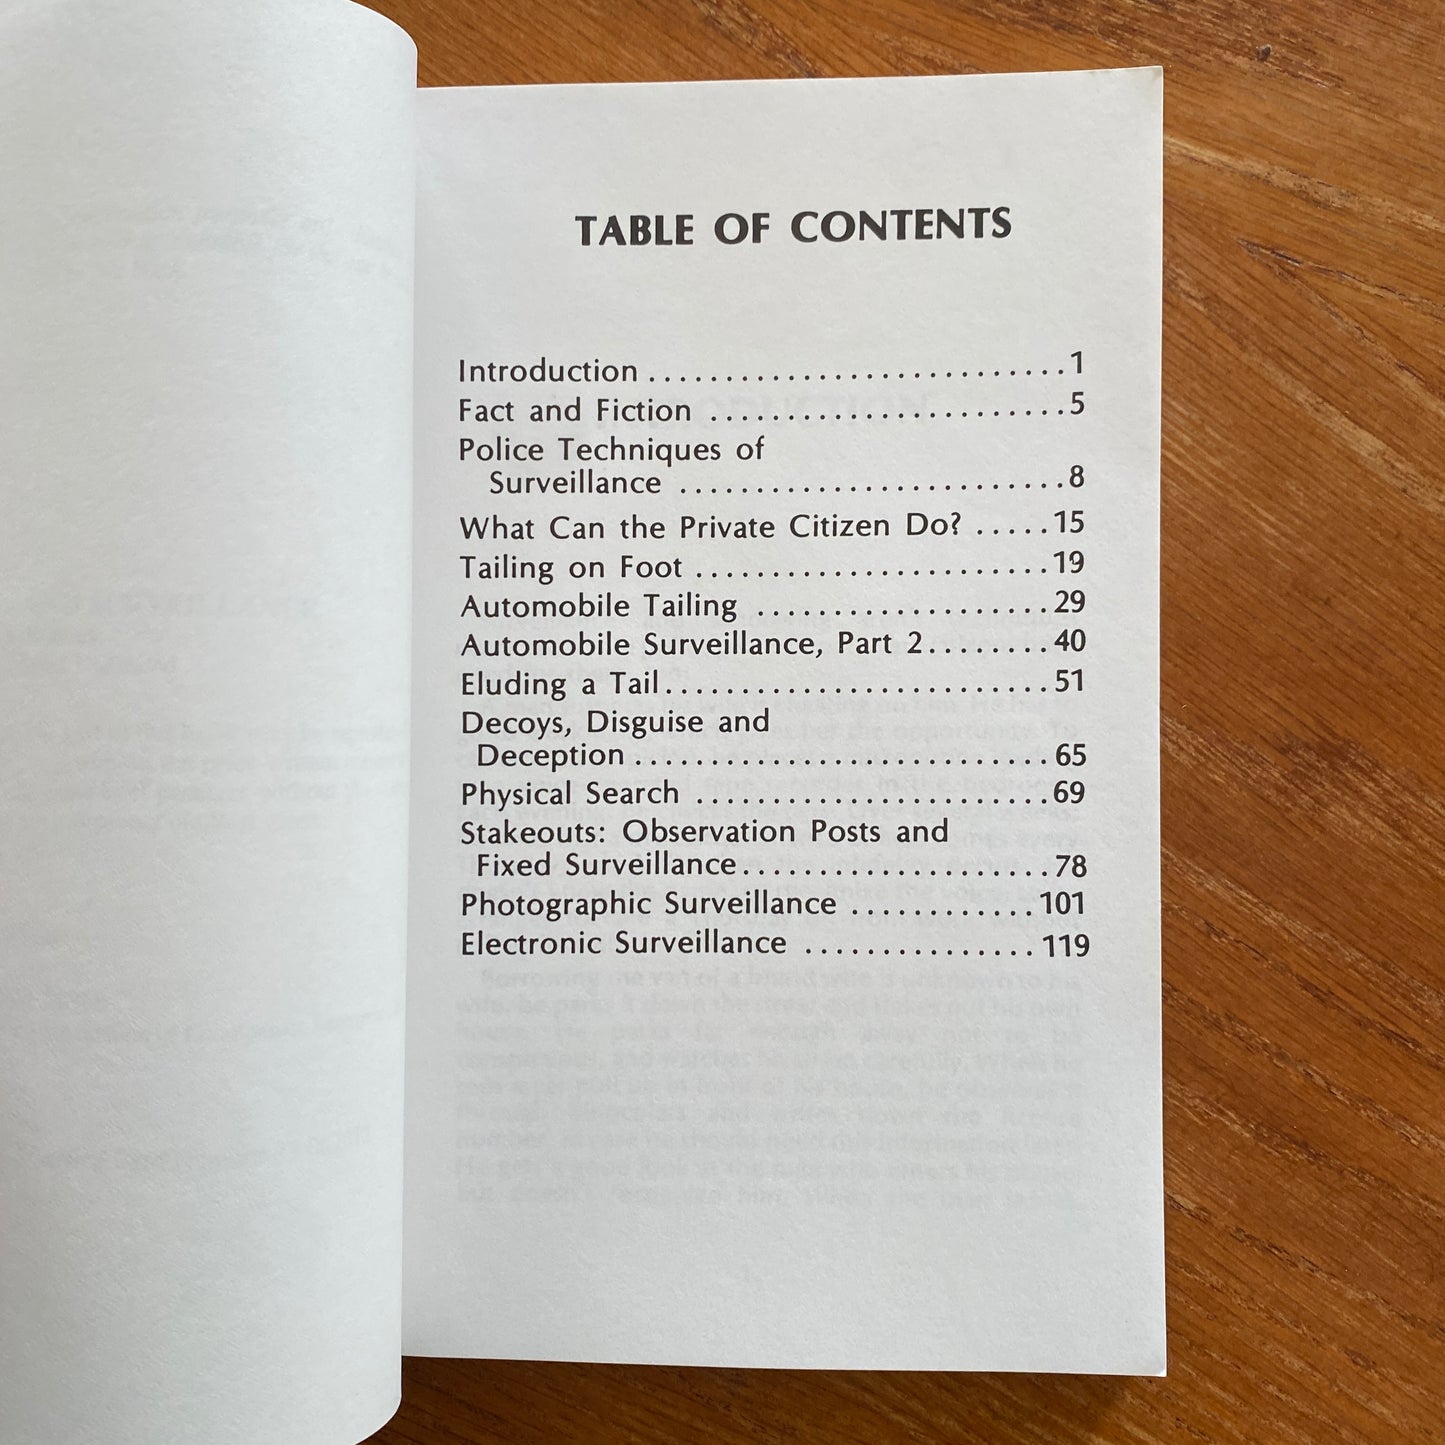 TABLE OF CONTENTS
Introduction ........................... 1
Fact and Fiction ....................... 5
Police Techniques of
Surveillance ......................... 8
What Can the Private Citizen Do? ..... 15
Tailing on Foot ....................... 19
Automobile Tailing ................... 29
Automobile Surveillance, Part 2........ 40
Eluding a Tail......................... 51
Decoys, Disguise and
Deception........................... 65
Physical Search ....................... 69
Stakeouts: Observation Posts and
Fixed Surveillance.................... 78
Photographic Surveillance ............ 101
Electronic Surveillance ............... 119